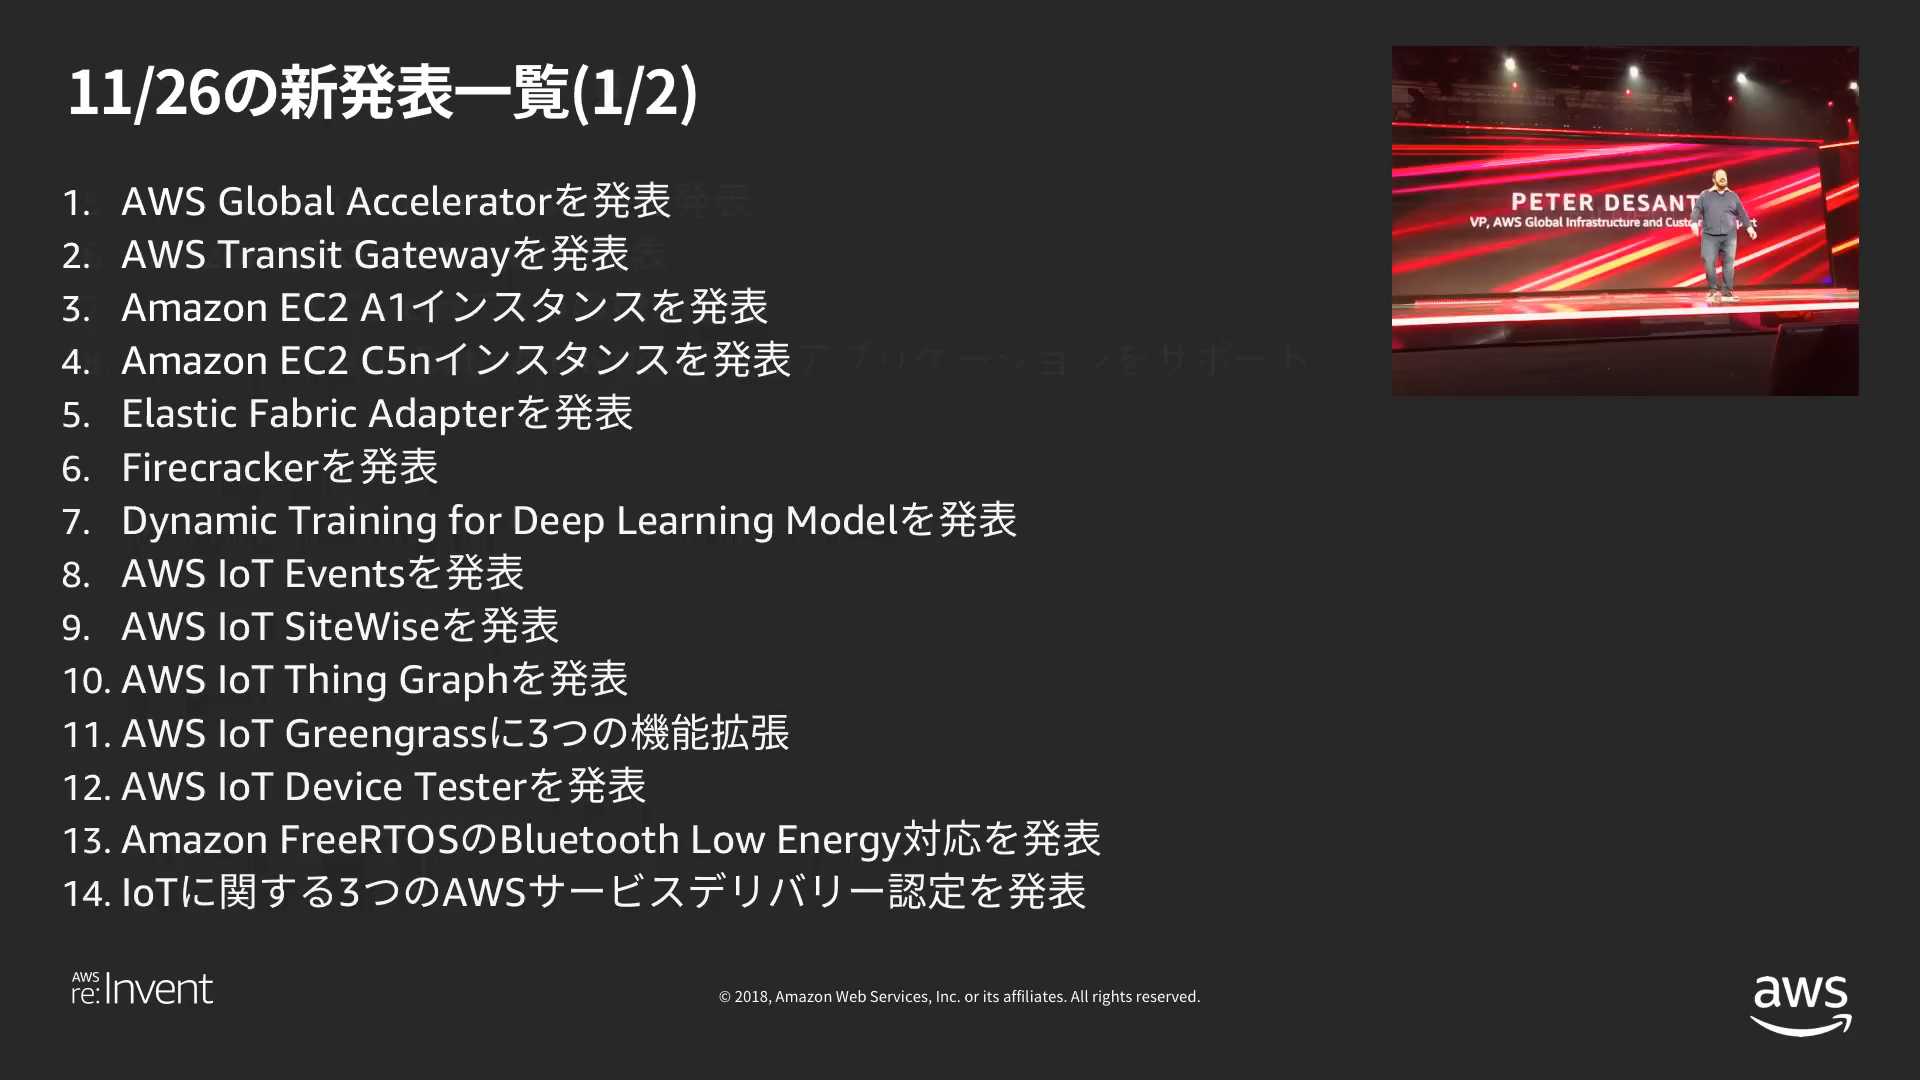 11/26の新発表一覧(1/2)
1. AWS Global Acceleratorを発表
2. AWS Transit Gatewayを発表
3. Amazon EC2 A1インスタンスを発表
4. Amazon EC2 C5nインスタンスを発表
5. Elastic Fabric Adapterを発表
6. Firecrackerを発表
7. Dynamic Training for Deep Learning Modelを発表
8. AWS IoT Eventsを発表
9. AWS IoT SiteWiseを発表
10. AWS IoT Thing Graphを発表
11. AWS IoT Greengrassに3つの機能拡張
12. AWS IoT Device Testerを発表
13. Amazon FreeRTOSのBluetooth Low Energy対応を発表
14. IoTに関する3つのAWSサービスデリバリー認定を発表
PETER DESANT
VP, AWS Global Infrastructure and
AWS
re:Invent
© 2018, Amazon Web Services, Inc. or its affiliates. All rights reserved.
aws